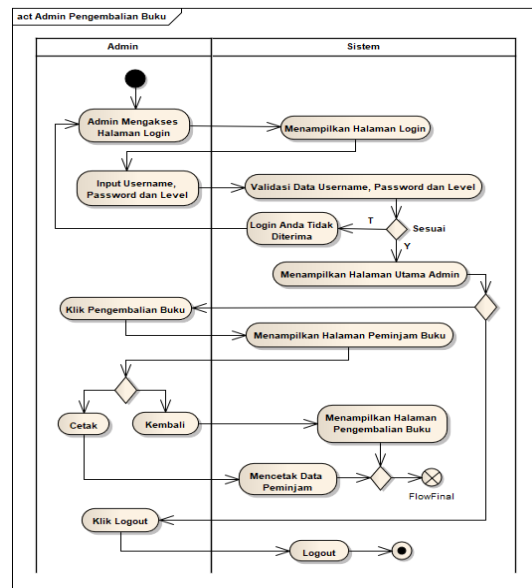 act Admin Pengembalian Buku
Admin
Sistem
Admin Mengakses
Halaman Login
Menampilkan Halaman Login
Input Username,
Password dan Level
Validasi Data Username, Password dan Level
Login Anda Tidak
Diterima
T
Sesuai
Y
Menampilkan Halaman Utama Admin
Klik Pengembalian Buku
Menampilkan Halaman Peminjam Buku
Cetak
Kembali
Menampilkan Halaman
Pengembalian Buku
Mencetak Data
Peminjam
FlowFinal
Klik Logout
Logout